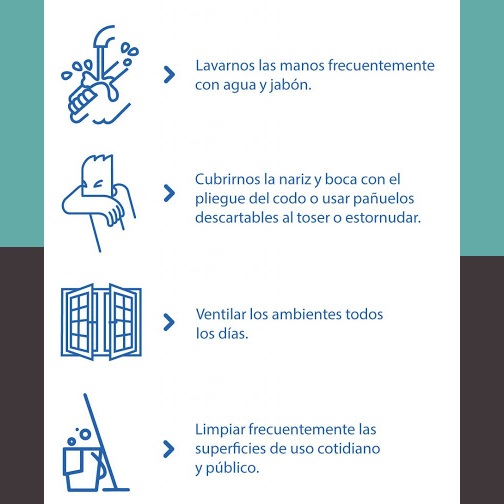 Lavarnos las manos frecuentemente
con agua y jabón.
Cubrirnos la nariz y boca con el
pliegue del codo o usar pañuelos
descartables al toser o estornudar.
Ventilar los ambientes todos
los días.
Limpiar frecuentemente las
superficies de uso cotidiano
y público.